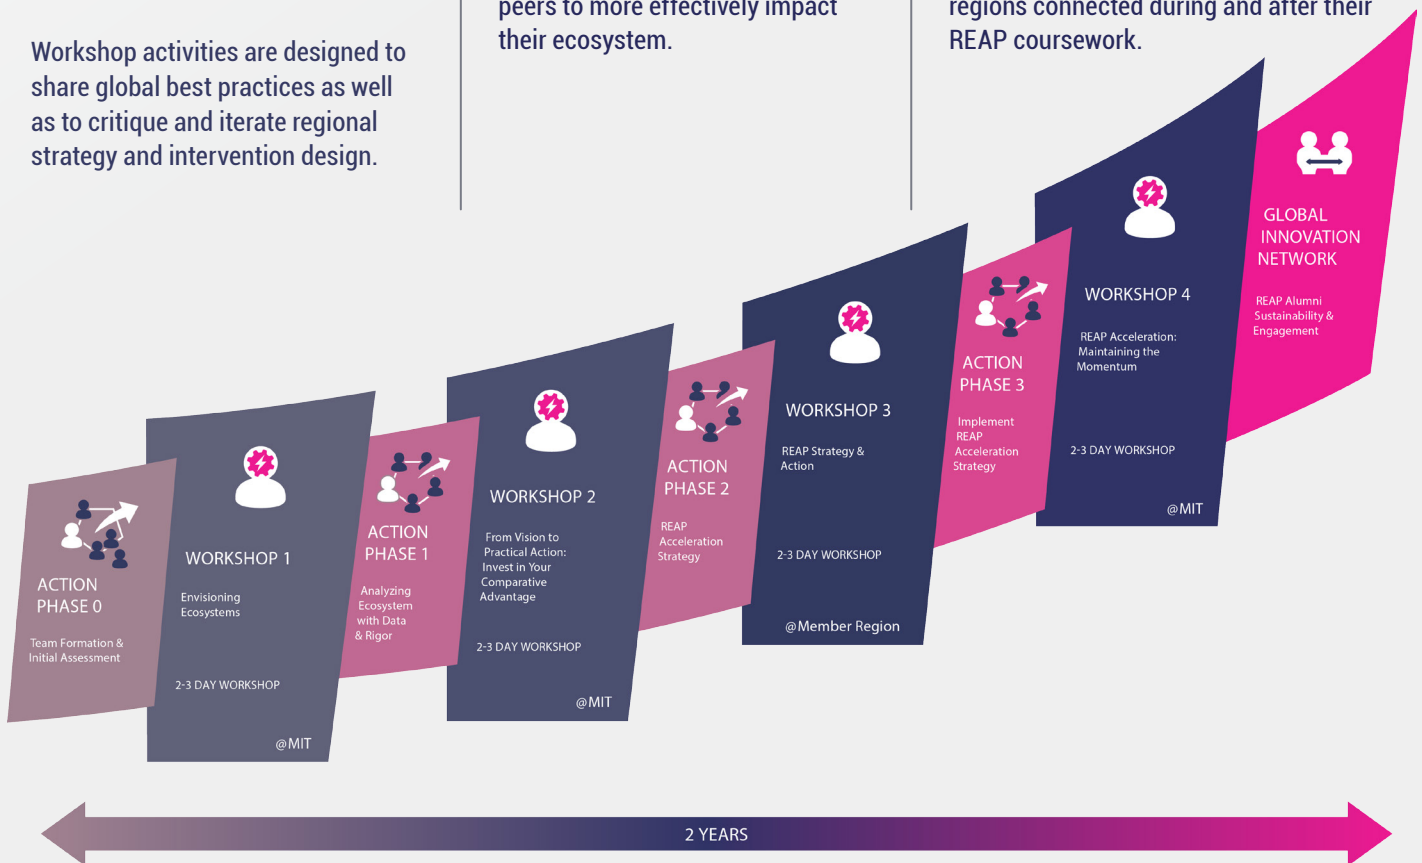 Workshop activities are designed to
share global best practices as well
as to critique and iterate regional
strategy and intervention design.
peers to more effectively impact
their ecosystem.
regions connected during and after their
REAP coursework.
ACTION
PHASE 0
Team Formation &
Initial Assessment
WORKSHOP 1
Envisioning
Ecosystems
2-3 DAY WORKSHOP
@MIT
ACTION
PHASE 1
Analyzing
Ecosystem
with Data
& Rigor
WORKSHOP 2
From Vision to
Practical Action:
Invest in Your
Comparative
Advantage
2-3 DAY WORKSHOP
@MIT
ACTION
PHASE 2
REAP
Acceleration
Strategy
WORKSHOP 3
REAP Strategy &
Action
2-3 DAY WORKSHOP
@Member Region
ACTION
PHASE 3
Implement
REAP
Acceleration
Strategy
WORKSHOP 4
REAP Acceleration:
Maintaining the
Momentum
2-3 DAY WORKSHOP
@MIT
GLOBAL
INNOVATION
NETWORK
REAP Alumni
Sustainability &
Engagement
2 YEARS